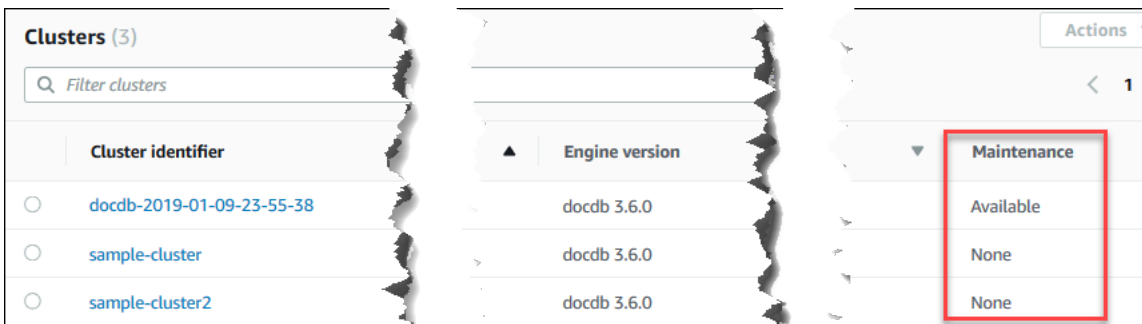 Clusters (3)
Actions
Filter clusters
1
Cluster identifier Engine version Maintenance
docdb-2019-01-09-23-55-38 docdb 3.6.0 Available
sample-cluster docdb 3.6.0 None
sample-cluster2 docdb 3.6.0 None